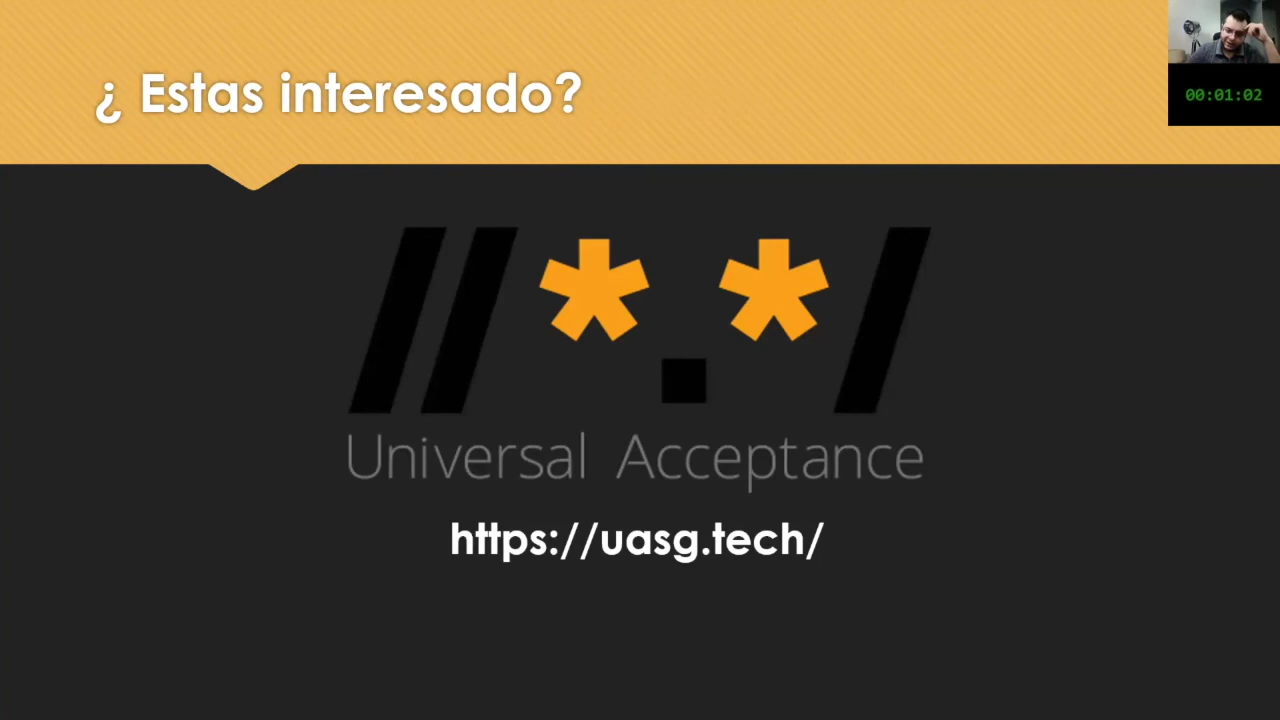 ¿ Estas interesado?
00:01:02
//*.*/
Universal Acceptance
https://uasg.tech/